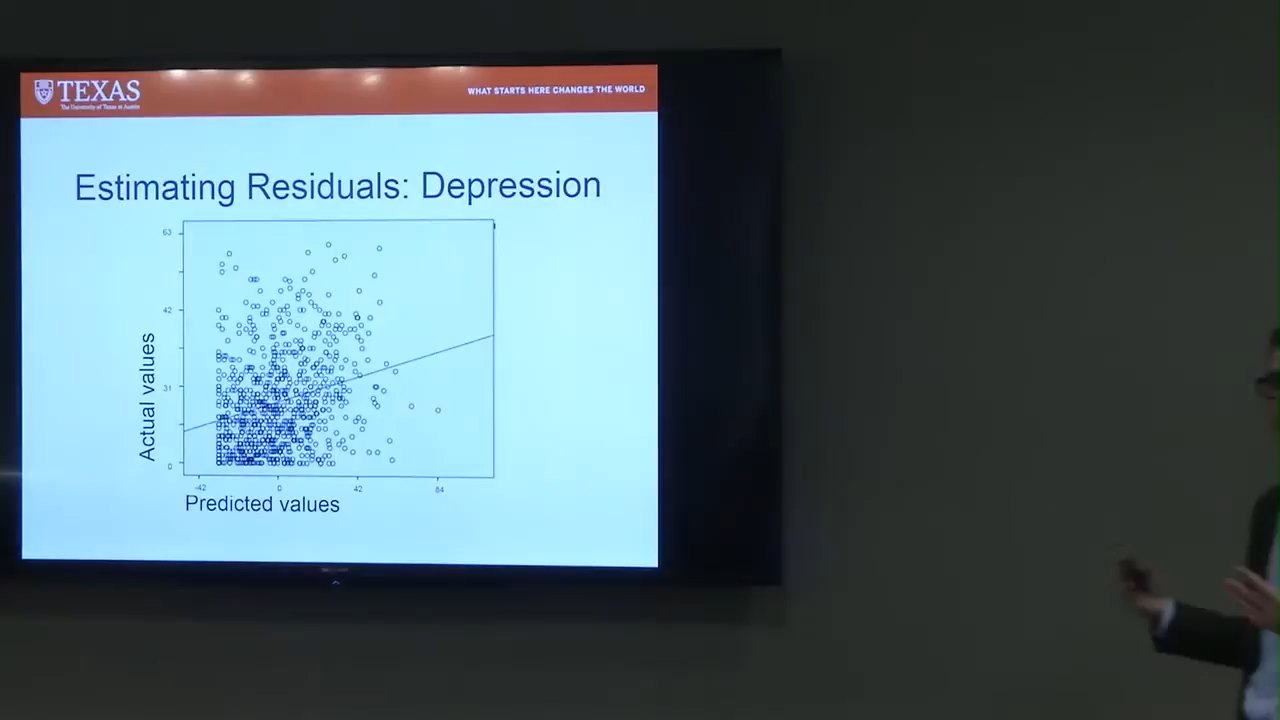 TEXAS
The University of Texas at Austin
WHAT STARTS HERE CHANGES THE WORLD
Estimating Residuals: Depression
63
42
31
0
Actual values
-42 0 42 84
Predicted values